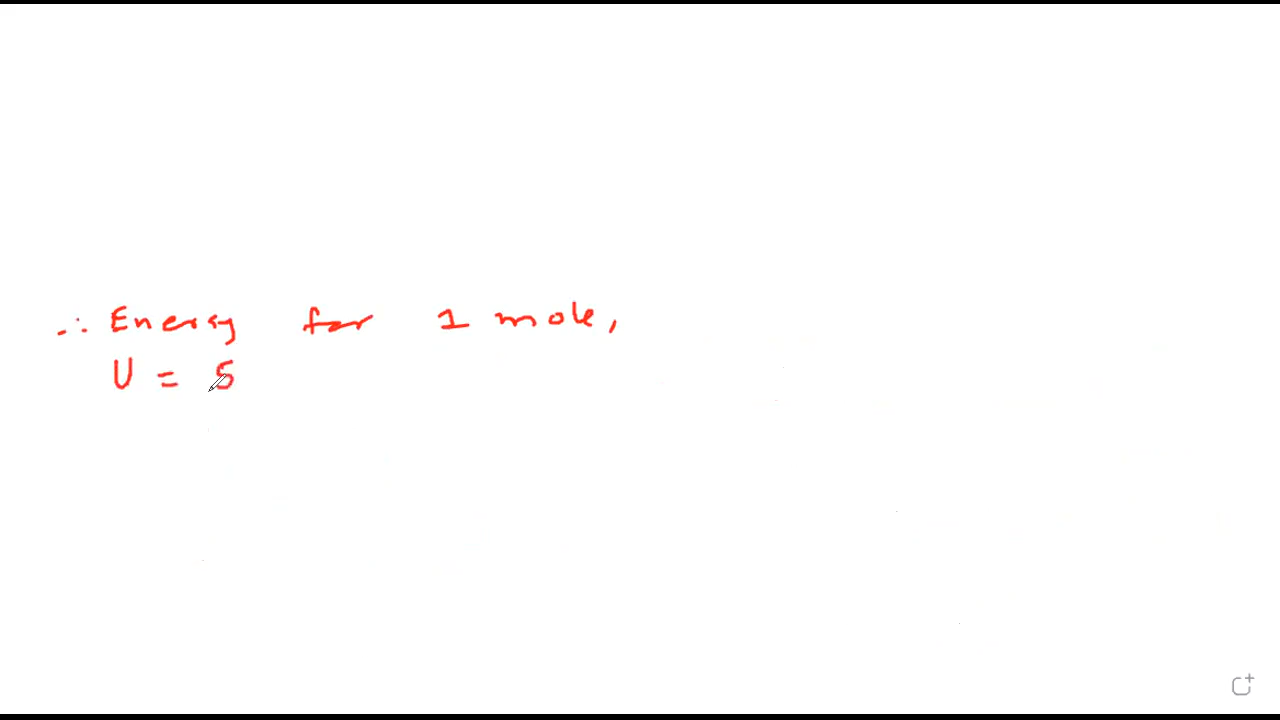 ∴ Energy for 1 mole,
U = 5